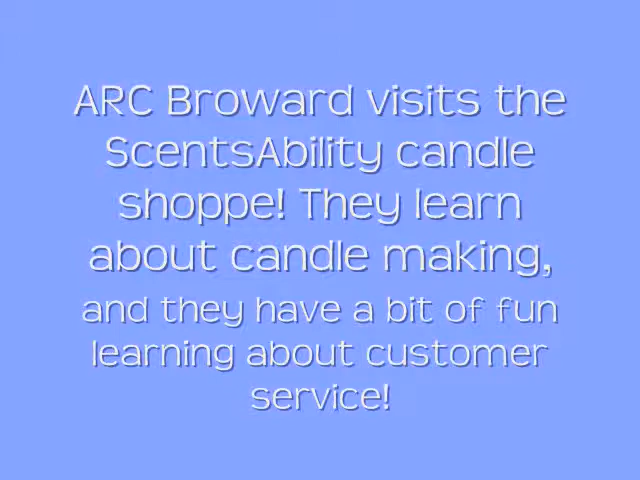 ARC Broward visits the
ScentsAbility candle
shoppe! They learn
about candle making,
and they have a bit of fun
learning about customer
service!